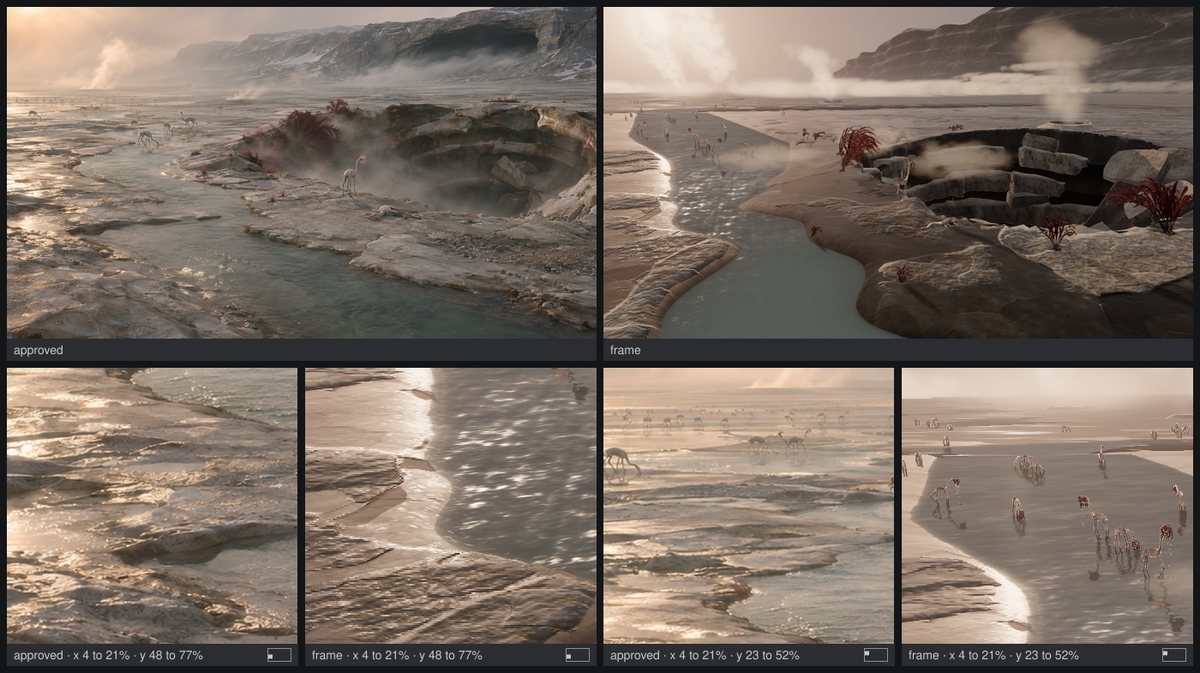 approved
frame
approved · x 4 to 21% · y 48 to 77%
frame · x 4 to 21% · y 48 to 77%
approved · x 4 to 21% · y 23 to 52%
frame · x 4 to 21% · y 23 to 52%